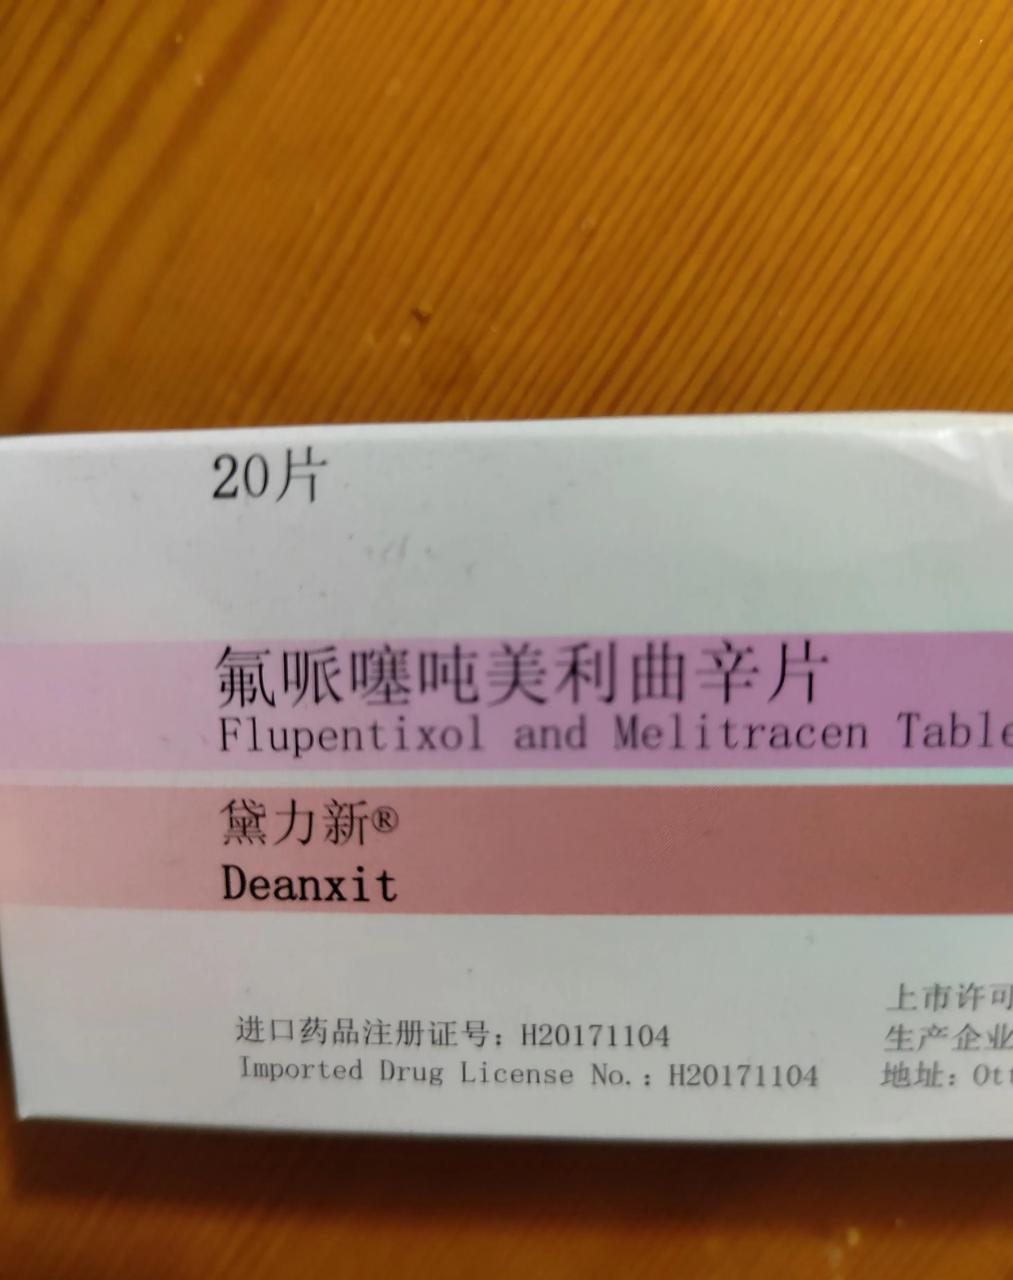 20片
氟哌噻吨美利曲辛片
Flupentixol and Melitracen Table
黛力新®
Deanxit
进口药品注册证号：H20171104
Imported Drug License No.：H20171104
上市许可
生产企业
地址：Ott